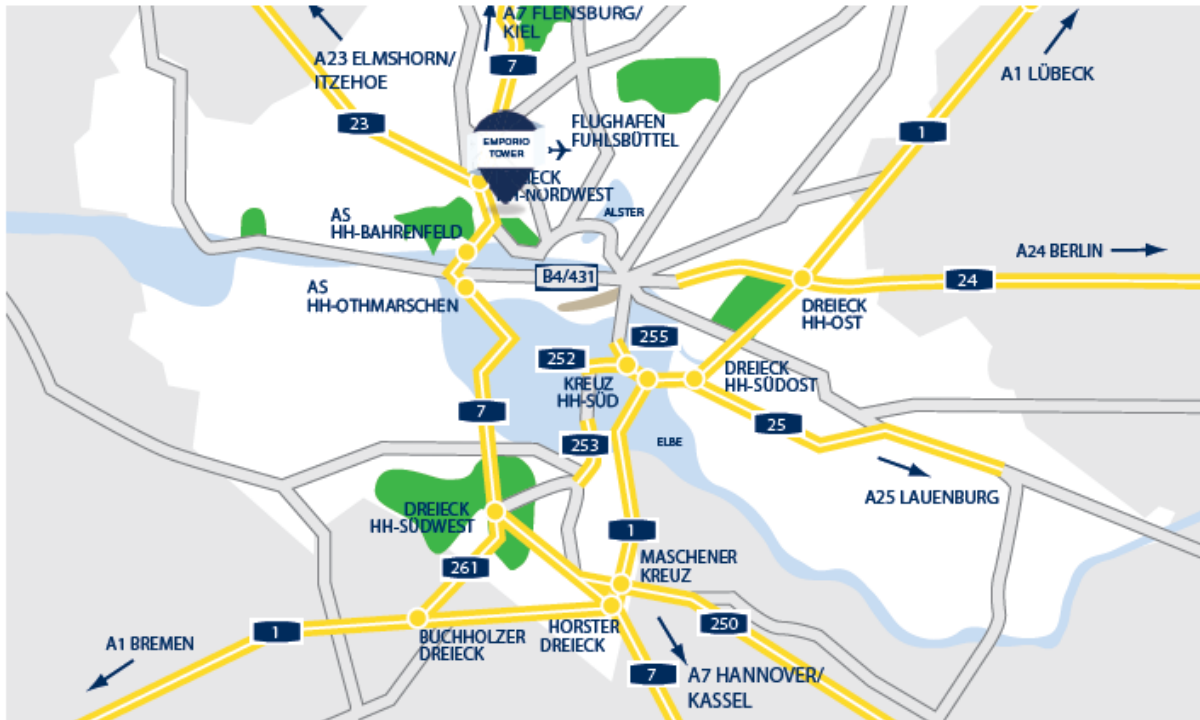 A7 FLENSBURG/
KIEL
A23 ELMSHORN/
ITZEHOE
7
A1 LÜBECK
23
1
EMPORIO
TOWER
FLUGHAFEN
FUHLSBÜTTEL
HH-NORDWEST
ALSTER
AS
HH-BAHRENFELD
B4/431
A24 BERLIN
24
AS
HH-OTHMARSCHEN
DREIECK
HH-OST
255
252
KREUZ
HH-SÜD
DREIECK
HH-SÜDOST
7
25
253
ELBE
A25 LAUENBURG
DREIECK
HH-SÜDWEST
1
261
MASCHENER
KREUZ
1
A1 BREMEN
BUCHHOLZER
DREIECK
HORSTER
DREIECK
250
7
A7 HANNOVER/
KASSEL